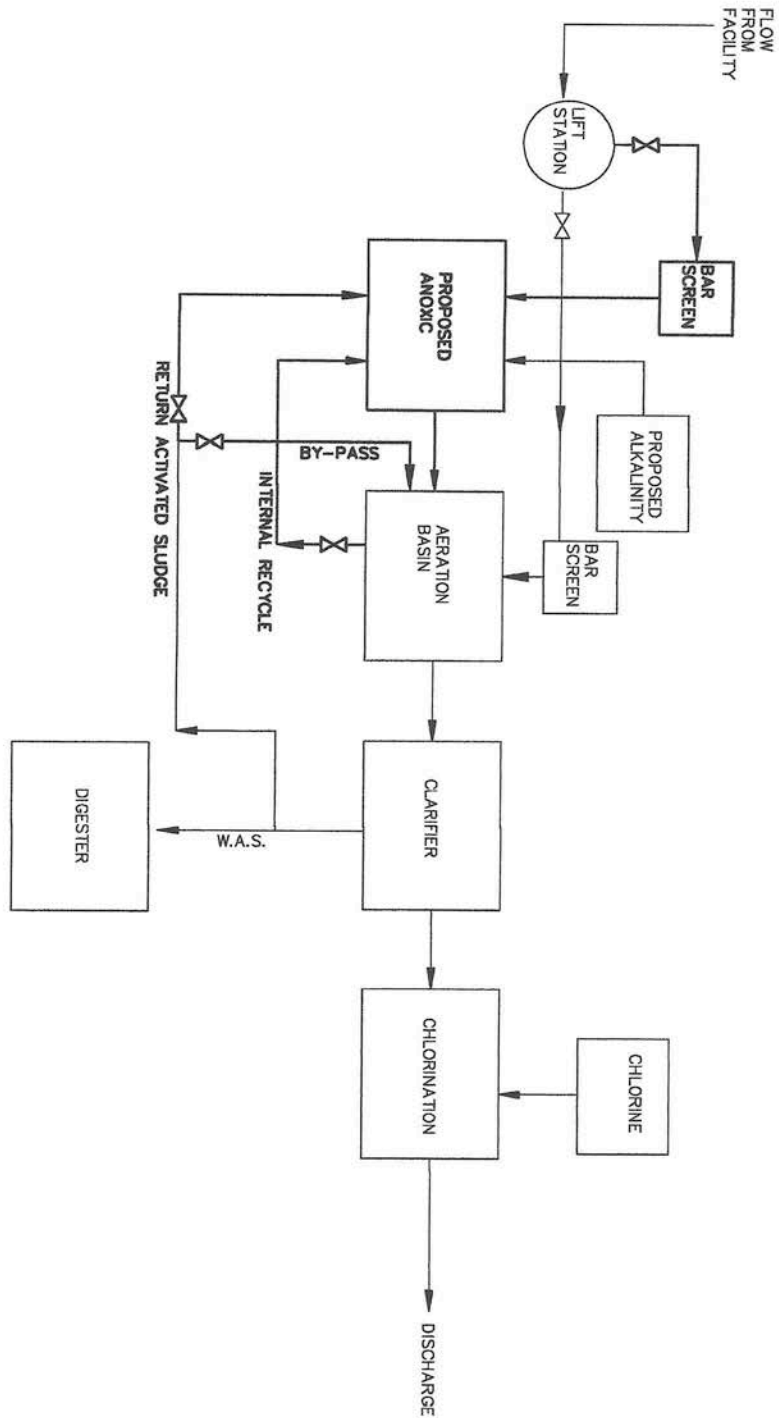 FLOW
FROM
FACILITY
LIFT
STATION
BAR
SCREEN
PROPOSED
ANOXIC
PROPOSED
ALKALINITY
BAR
SCREEN
BY-PASS
AERATION
BASIN
INTERNAL RECYCLE
RETURN ACTIVATED SLUDGE
CLARIFIER
W.A.S.
DIGESTER
CHLORINE
CHLORINATION
DISCHARGE